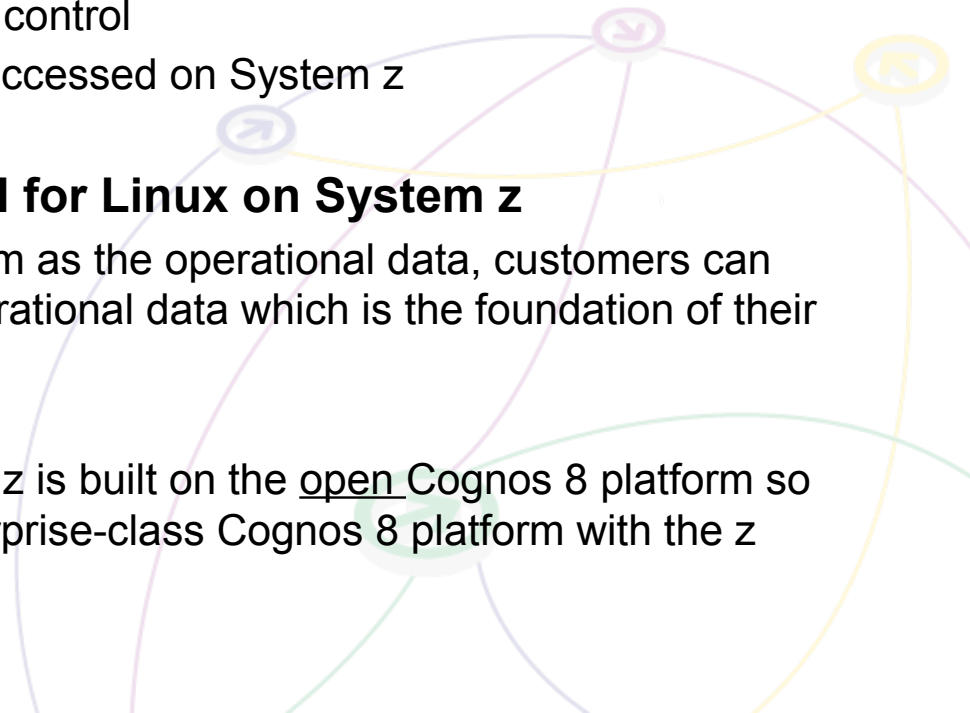 control
ccessed on System z
for Linux on System z
m as the operational data, customers can
rational data which is the foundation of their
z is built on the open Cognos 8 platform so
rprise-class Cognos 8 platform with the z